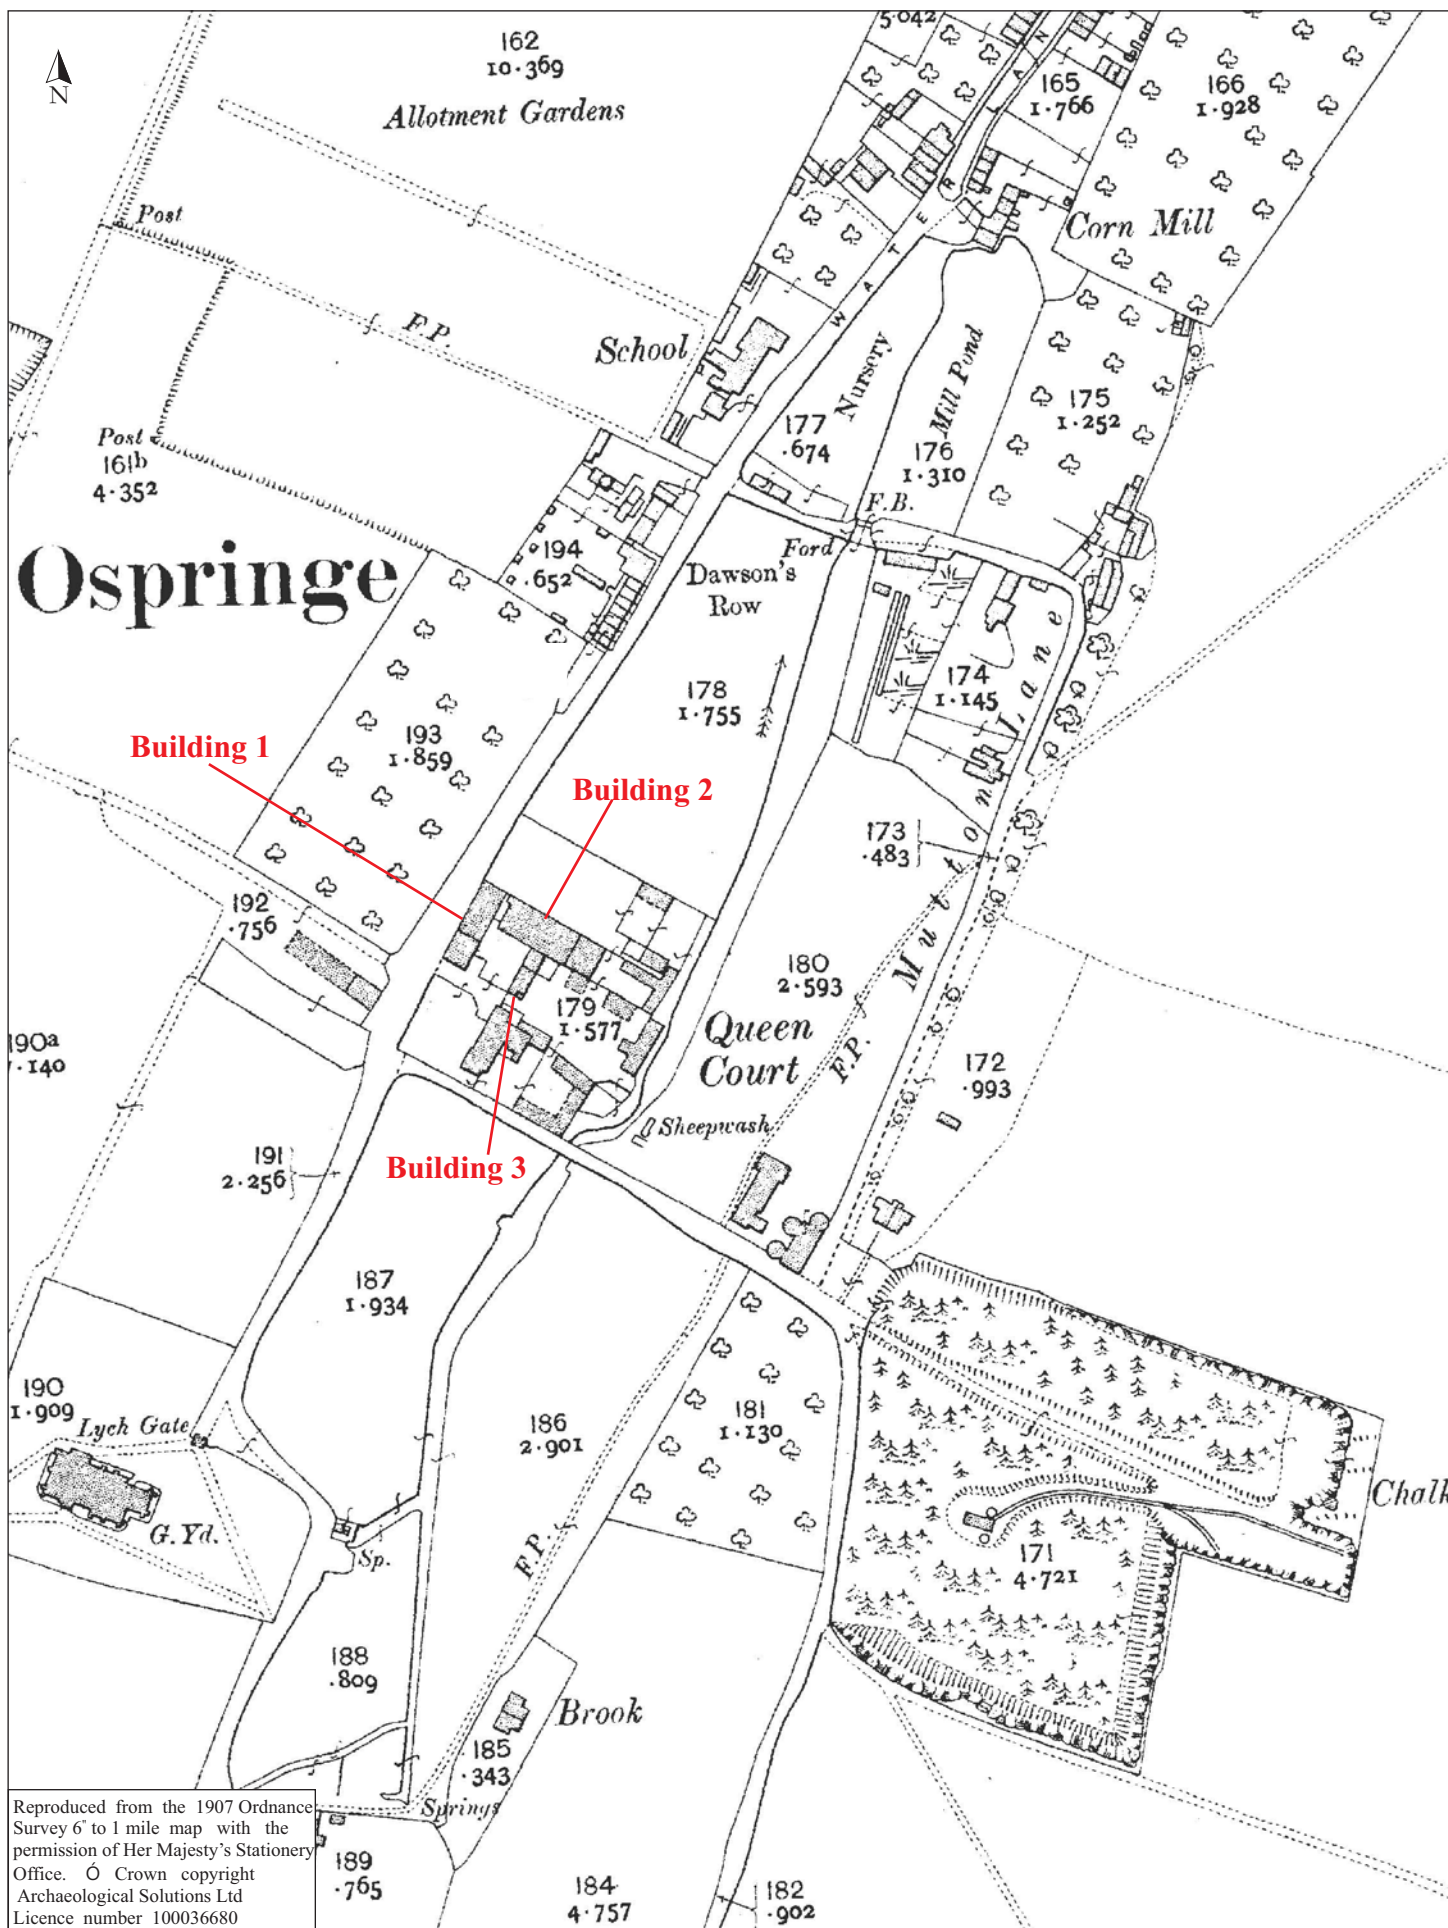 5·042
162
10·369
Allotment Gardens
N
165
1·766
166
1·928
Post
Corn Mill
WATER LAN
F.P.
School
Nursery
Mill Pond
177
·674
176
1·310
175
1·252
Post
161b
4·352
F.B.
Ford
194
·652
Ospringe
Dawson's
Row
174
1·145
Mutton Lane
178
1·755
193
1·859
Building 1
Building 2
173
·483
192
·756
180
2·593
179
1·577
Queen
Court
F.P.
190a
·140
172
·993
Sheepwash
191
2·256
Building 3
187
1·934
190
1·909
Lych Gate
186
2·901
181
1·130
Chalk
G.Yd.
Sp.
F.P.
171
4·721
188
·809
Brook
185
·343
Springs
Reproduced from the 1907 Ordnance
Survey 6" to 1 mile map with the
permission of Her Majesty's Stationery
Office. Ó Crown copyright
Archaeological Solutions Ltd
Licence number 100036680
189
·765
184
4·757
182
·902